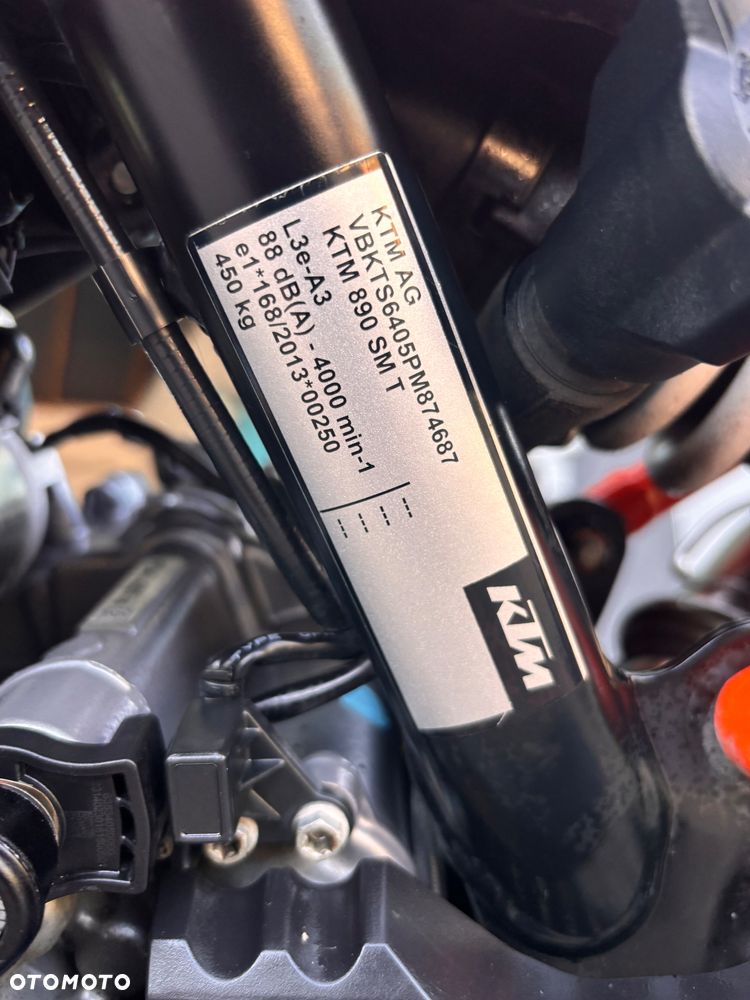 KTM AG
VBKTS6405PM874687
KTM 890 SM T
L3e-A3
88 dB(A) - 4000 min-1
e1*168/2013*00250
450 kg
---
---
---
KTM
OTOMOTO